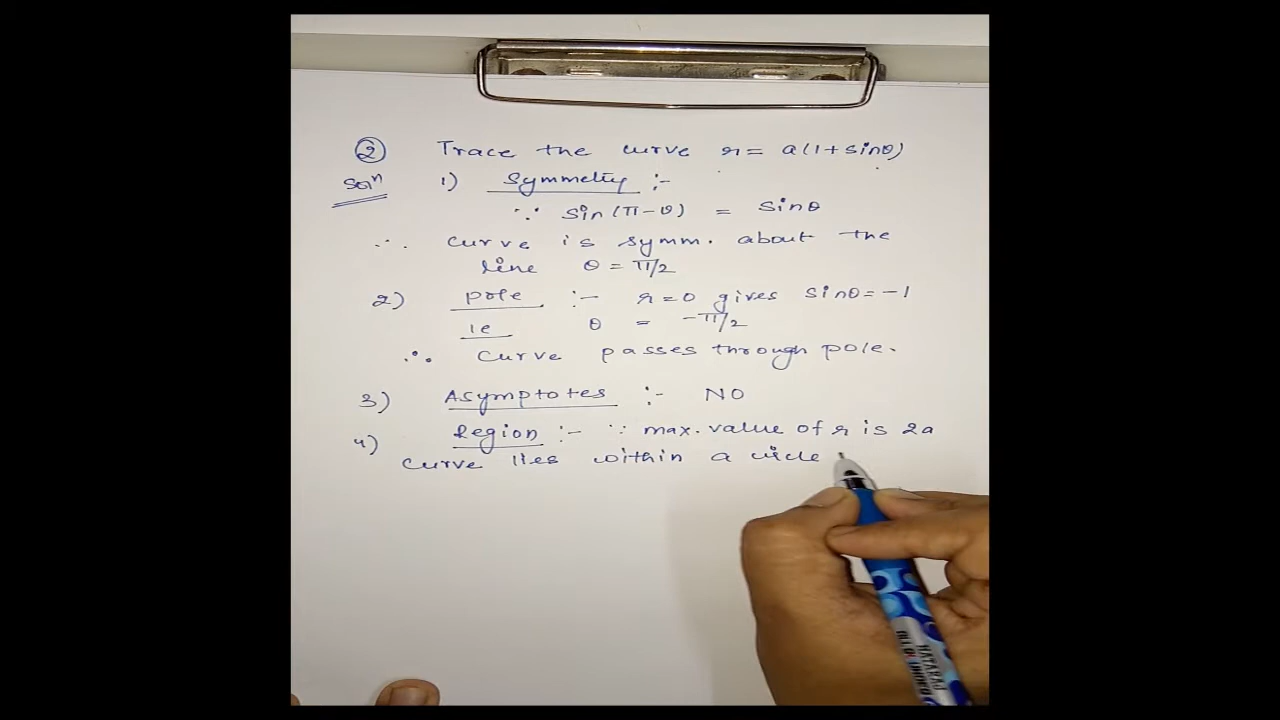 ② Trace the curve r = a(1+sinθ)
Solⁿ 1) Symmetry :-
∵ sin(π-θ) = sinθ
∴ curve is symm. about the
line θ = π/2
2) pole :- r=0 gives sinθ=-1
ie θ = -π/2
∴ Curve passes through pole.
3) Asymptotes :- NO
4) Region :- ∵ max. value of r is 2a
curve lies within a circle
NATARAJ